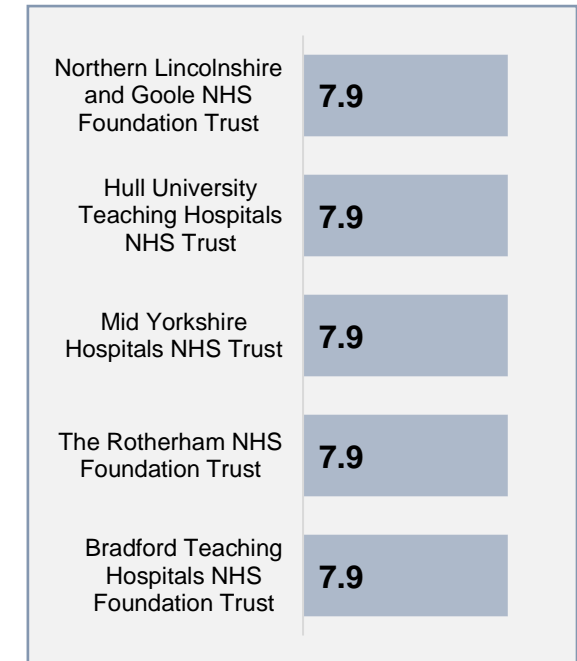 Northern Lincolnshire
and Goole NHS
Foundation Trust
7.9
Hull University
Teaching Hospitals
NHS Trust
7.9
Mid Yorkshire
Hospitals NHS Trust
7.9
The Rotherham NHS
Foundation Trust
7.9
Bradford Teaching
Hospitals NHS
Foundation Trust
7.9